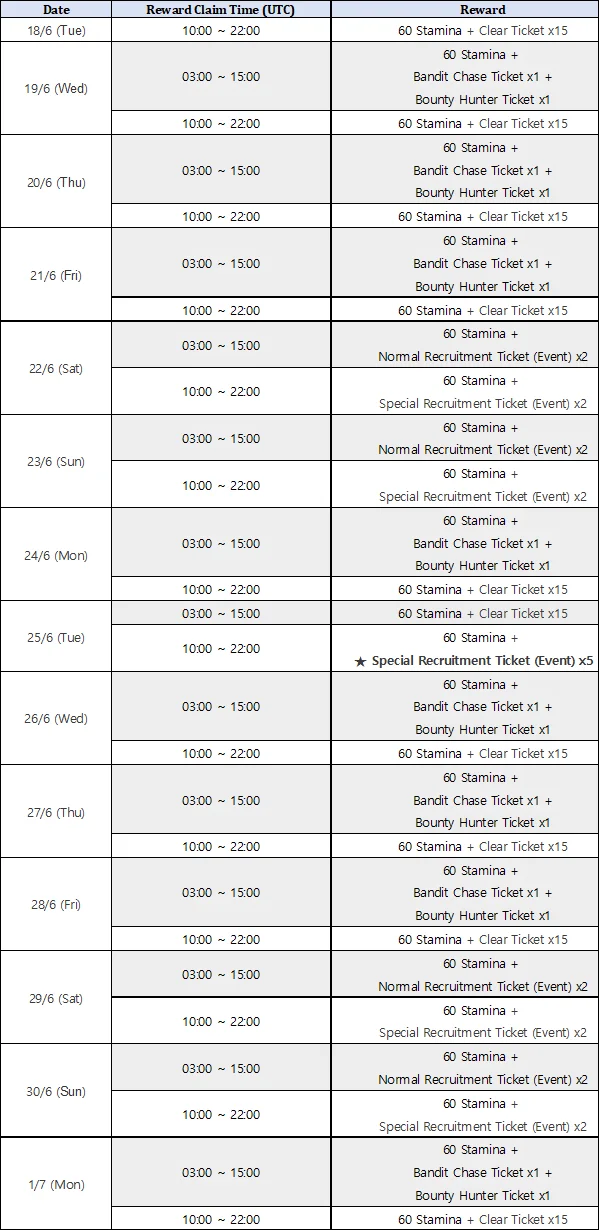 Date Reward Claim Time (UTC) Reward
18/6 (Tue) 10:00 ~ 22:00 60 Stamina + Clear Ticket x15
19/6 (Wed) 03:00 ~ 15:00 60 Stamina +
Bandit Chase Ticket x1 +
Bounty Hunter Ticket x1
10:00 ~ 22:00 60 Stamina + Clear Ticket x15
20/6 (Thu) 03:00 ~ 15:00 60 Stamina +
Bandit Chase Ticket x1 +
Bounty Hunter Ticket x1
10:00 ~ 22:00 60 Stamina + Clear Ticket x15
21/6 (Fri) 03:00 ~ 15:00 60 Stamina +
Bandit Chase Ticket x1 +
Bounty Hunter Ticket x1
10:00 ~ 22:00 60 Stamina + Clear Ticket x15
22/6 (Sat) 03:00 ~ 15:00 60 Stamina +
Normal Recruitment Ticket (Event) x2
10:00 ~ 22:00 60 Stamina +
Special Recruitment Ticket (Event) x2
23/6 (Sun) 03:00 ~ 15:00 60 Stamina +
Normal Recruitment Ticket (Event) x2
10:00 ~ 22:00 60 Stamina +
Special Recruitment Ticket (Event) x2
24/6 (Mon) 03:00 ~ 15:00 60 Stamina +
Bandit Chase Ticket x1 +
Bounty Hunter Ticket x1
10:00 ~ 22:00 60 Stamina + Clear Ticket x15
25/6 (Tue) 03:00 ~ 15:00 60 Stamina + Clear Ticket x15
10:00 ~ 22:00 60 Stamina +
★ Special Recruitment Ticket (Event) x5
26/6 (Wed) 03:00 ~ 15:00 60 Stamina +
Bandit Chase Ticket x1 +
Bounty Hunter Ticket x1
10:00 ~ 22:00 60 Stamina + Clear Ticket x15
27/6 (Thu) 03:00 ~ 15:00 60 Stamina +
Bandit Chase Ticket x1 +
Bounty Hunter Ticket x1
10:00 ~ 22:00 60 Stamina + Clear Ticket x15
28/6 (Fri) 03:00 ~ 15:00 60 Stamina +
Bandit Chase Ticket x1 +
Bounty Hunter Ticket x1
10:00 ~ 22:00 60 Stamina + Clear Ticket x15
29/6 (Sat) 03:00 ~ 15:00 60 Stamina +
Normal Recruitment Ticket (Event) x2
10:00 ~ 22:00 60 Stamina +
Special Recruitment Ticket (Event) x2
30/6 (Sun) 03:00 ~ 15:00 60 Stamina +
Normal Recruitment Ticket (Event) x2
10:00 ~ 22:00 60 Stamina +
Special Recruitment Ticket (Event) x2
1/7 (Mon) 03:00 ~ 15:00 60 Stamina +
Bandit Chase Ticket x1 +
Bounty Hunter Ticket x1
10:00 ~ 22:00 60 Stamina + Clear Ticket x15